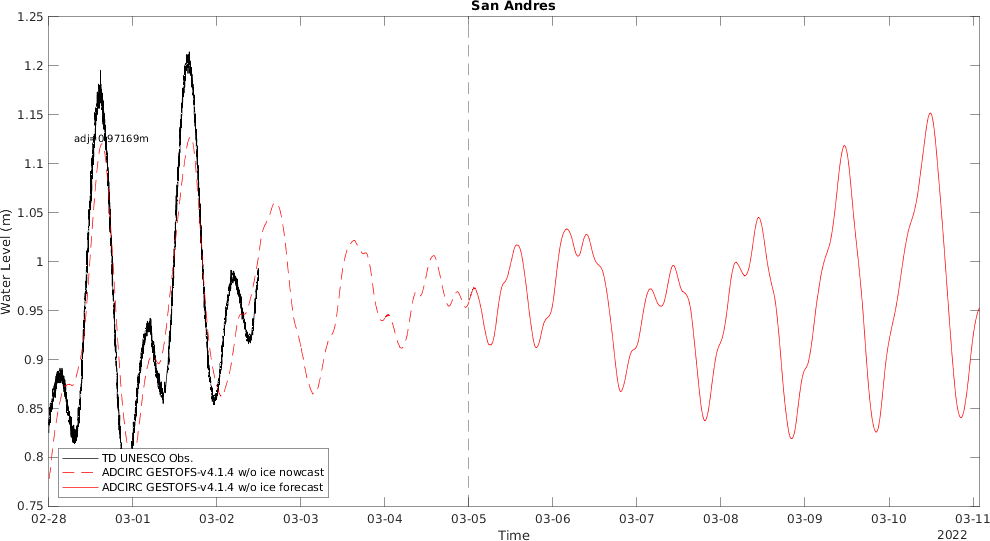 San Andres
Water Level (m)
1.25
1.2
1.15
1.1
1.05
1
0.95
0.9
0.85
0.8
0.75
adj=0.97169m
TD UNESCO Obs.
ADCIRC GESTOFS-v4.1.4 w/o ice nowcast
ADCIRC GESTOFS-v4.1.4 w/o ice forecast
02-28 03-01 03-02 03-03 03-04 03-05 03-06 03-07 03-08 03-09 03-10 03-11
Time
2022